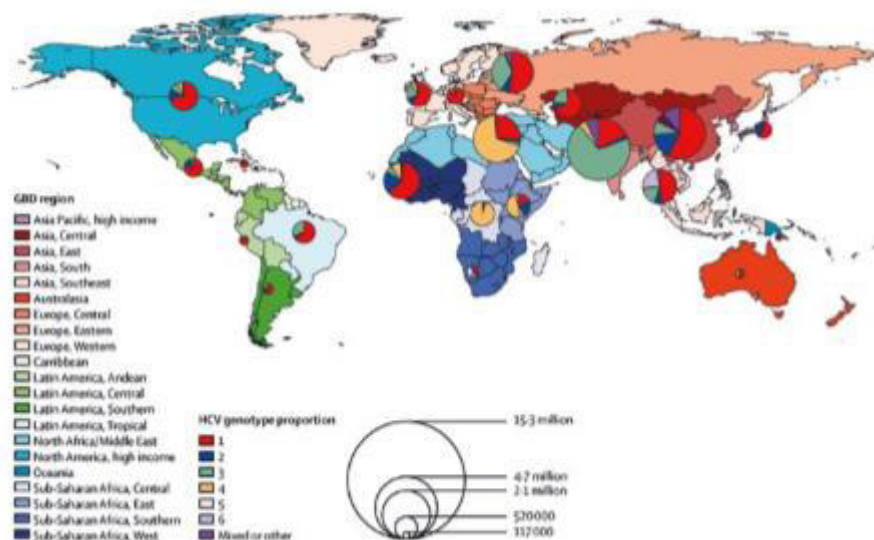 GBD region
Asia Pacific, high income
Asia, Central
Asia, East
Asia, South
Asia, Southeast
Australasia
Europe, Central
Europe, Eastern
Europe, Western
Carribbean
Latin America, Andean
Latin America, Central
Latin America, Southern
Latin America, Tropical
North Africa/Middle East
North America, high income
Oceania
Sub-Saharan Africa, Central
Sub-Saharan Africa, East
Sub-Saharan Africa, Southern
Sub-Saharan Africa, West
HCV genotype proportion
1
2
3
4
5
6
Mixed or other
15·3 million
4·7 million
2·1 million
520 000
117 000